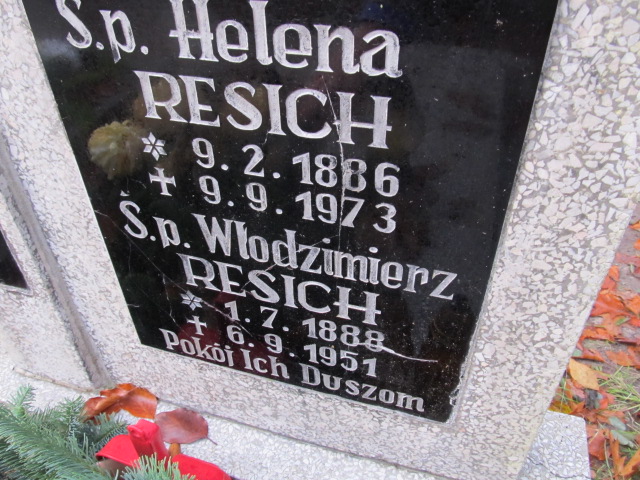 Ś.p. Helena
RESICH
* 9.2.1886
+ 9.9.1973
Ś.p. Włodzimierz
RESICH
* 1.7.1888
+ 6.9.1951
Pokój Ich Duszom